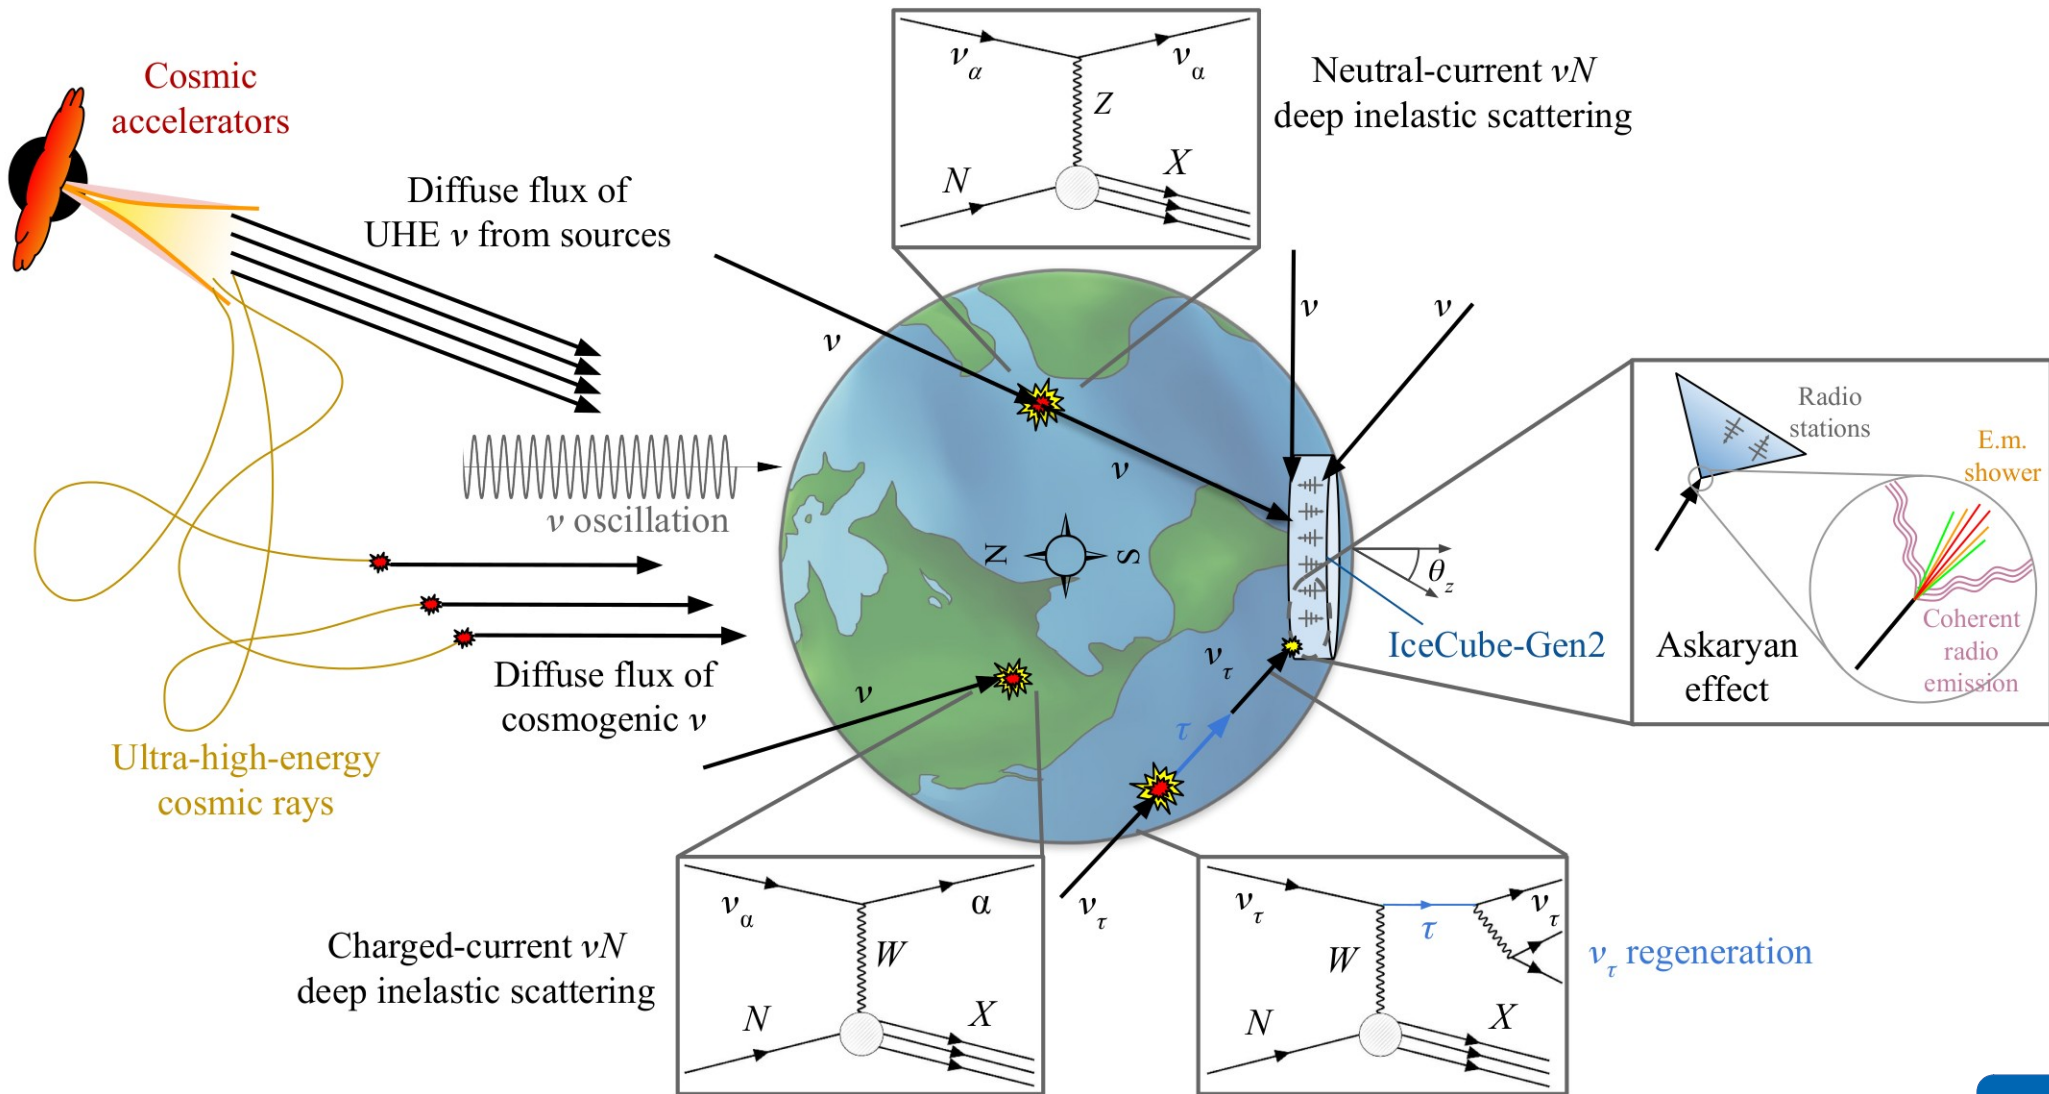 Cosmic
accelerators
Diffuse flux of
UHE ν from sources
ν_α
ν_α
Z
N
X
Neutral-current νN
deep inelastic scattering
ν
ν
ν
ν
ν oscillation
N
S
θ_z
IceCube-Gen2
Radio
stations
E.m.
shower
Coherent
radio
emission
Askaryan
effect
Diffuse flux of
cosmogenic ν
Ultra-high-energy
cosmic rays
ν
ν_τ
τ
ν_τ
Charged-current νN
deep inelastic scattering
ν_α
α
W
N
X
ν_τ
τ
ν_τ
W
N
X
ν_τ regeneration